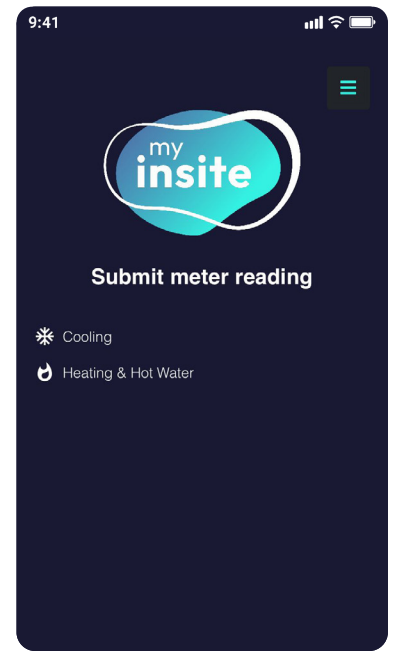 9:41
my
insite
Submit meter reading
Cooling
Heating & Hot Water